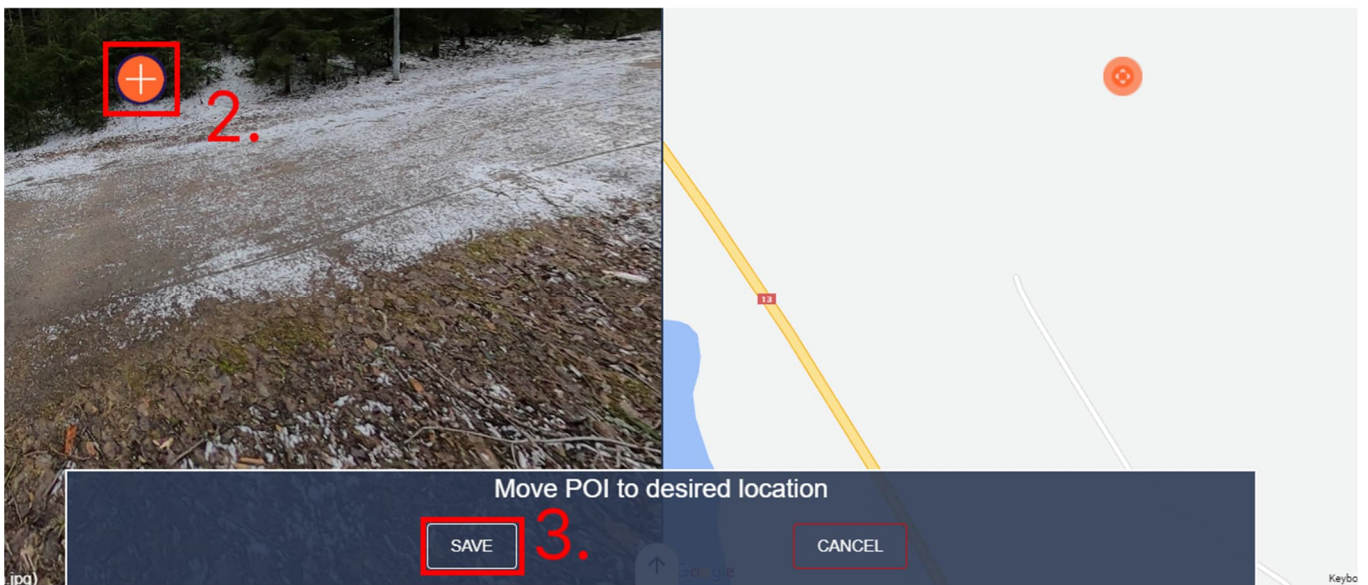 2.
13
Move POI to desired location
SAVE
3.
CANCEL
.jpg)
Google
Keybo